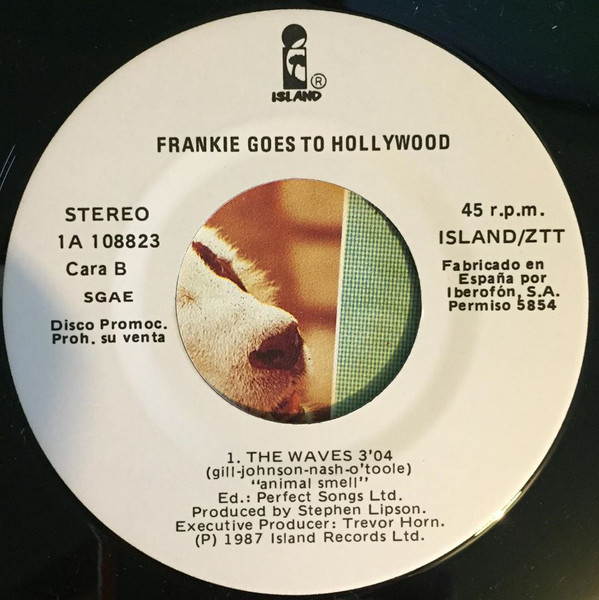 i ®
ISLAND
FRANKIE GOES TO HOLLYWOOD
STEREO
1A 108823
Cara B
SGAE
Disco Promoc.
Proh. su venta
45 r.p.m.
ISLAND/ZTT
Fabricado en
España por
Iberofón, S.A.
Permiso 5854
1. THE WAVES 3'04
(gill-johnson-nash-o'toole)
"animal smell"
Ed.: Perfect Songs Ltd.
Produced by Stephen Lipson.
Executive Producer: Trevor Horn.
(P) 1987 Island Records Ltd.